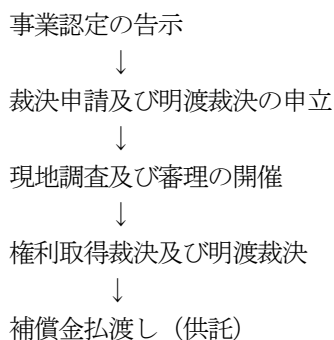 事業認定の告示
↓
裁決申請及び明渡裁決の申立
↓
現地調査及び審理の開催
↓
権利取得裁決及び明渡裁決
↓
補償金払渡し（供託）